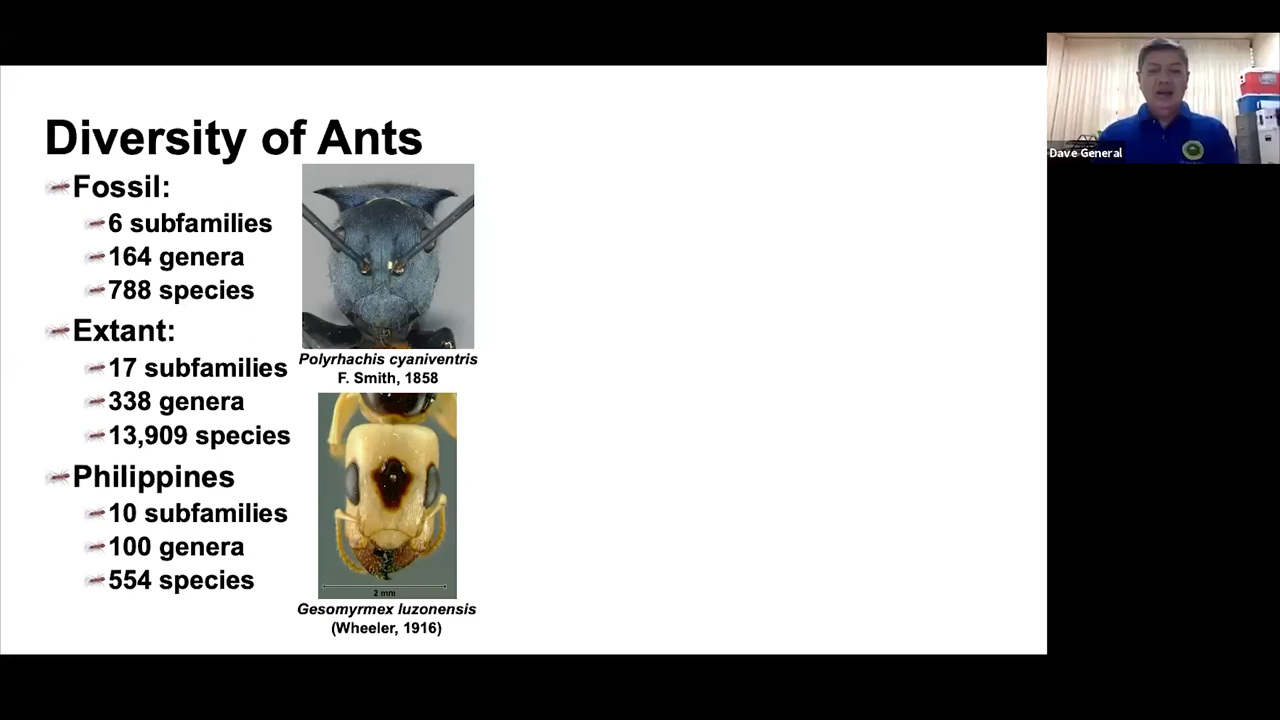 Diversity of Ants
Fossil:
6 subfamilies
164 genera
788 species
Extant:
17 subfamilies
338 genera
13,909 species
Philippines
10 subfamilies
100 genera
554 species
Polyrhachis cyaniventris
F. Smith, 1858
2 mm
Gesomyrmex luzonensis
(Wheeler, 1916)
Dave General